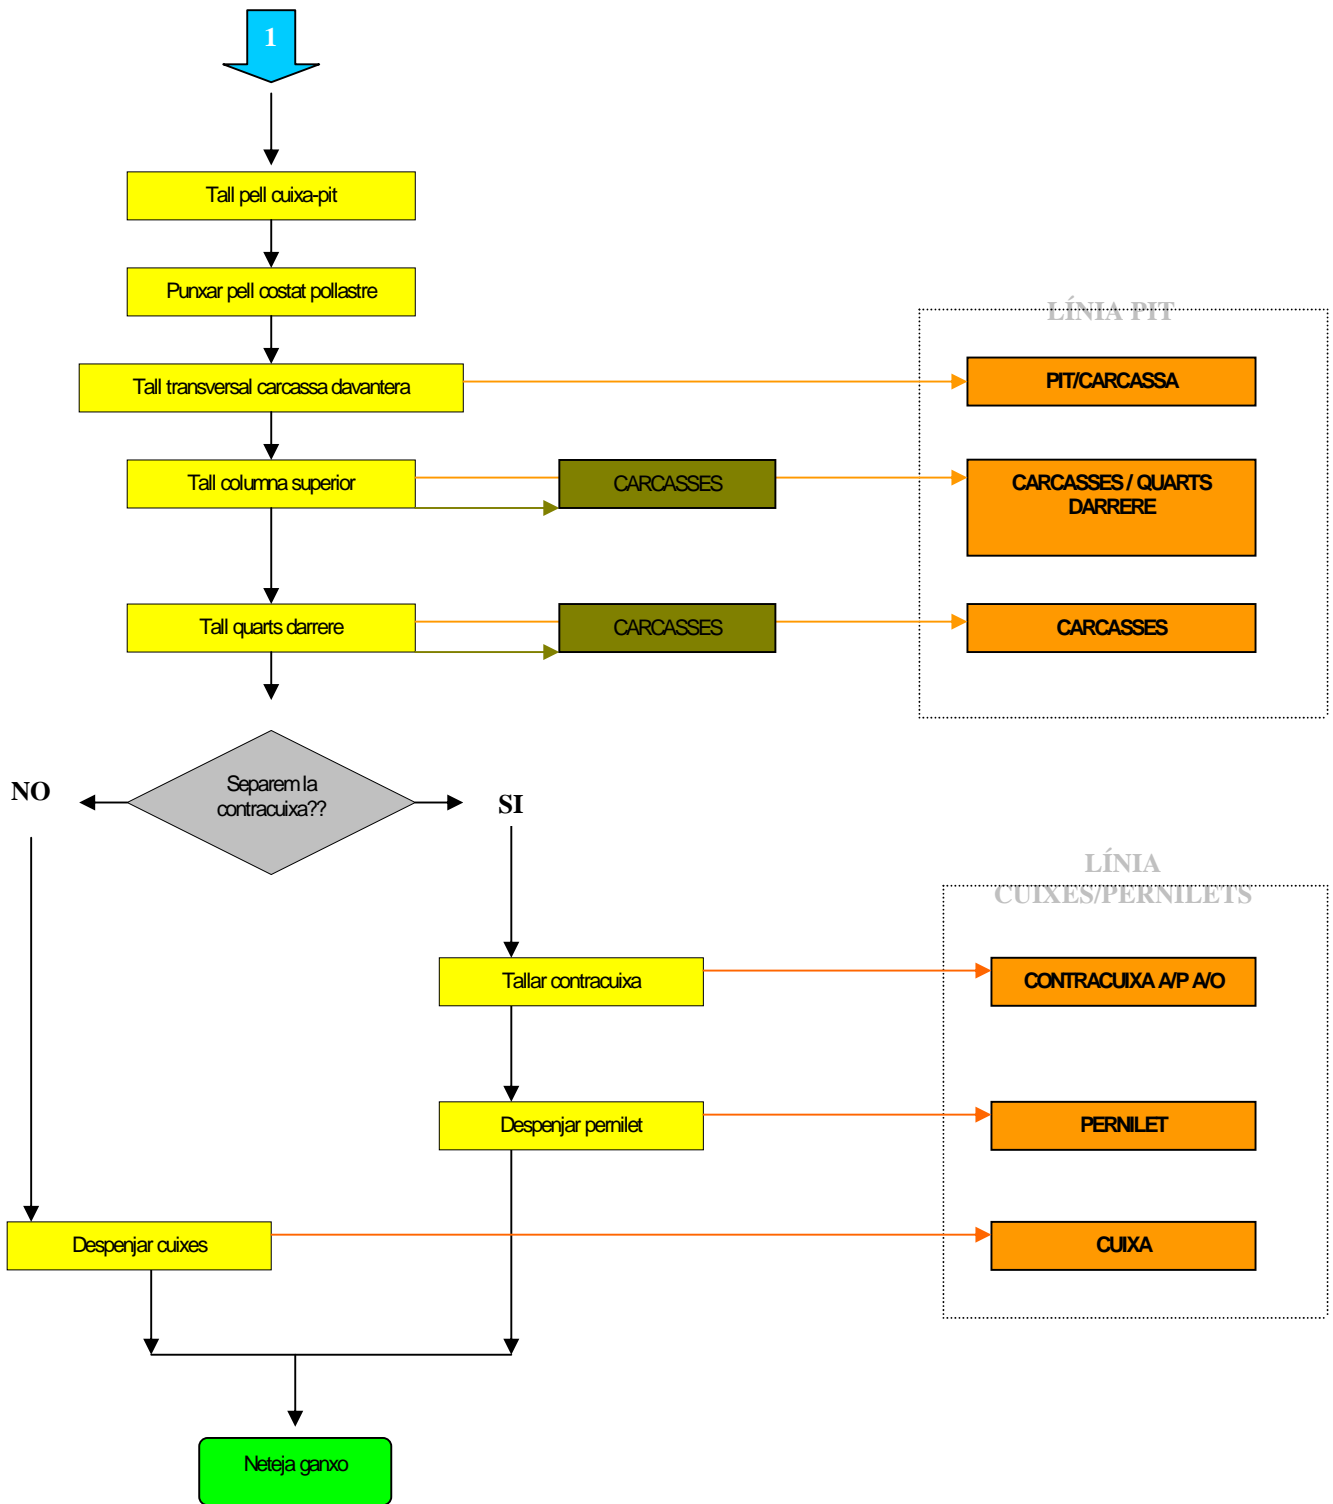 1
Tall pell cuixa-pit
Punxar pell costat pollastre
LÍNIA PIT
Tall transversal carcassa davantera
PIT/CARCASSA
Tall columna superior
CARCASSES
CARCASSES / QUARTS
DARRERE
Tall quarts darrere
CARCASSES
CARCASSES
Separem la
contracuixa??
NO
SI
LÍNIA
CUIXES/PERNILETS
Tallar contracuixa
CONTRACUIXA A/P A/O
Despenjar pernilet
PERNILET
Despenjar cuixes
CUIXA
Neteja ganxo